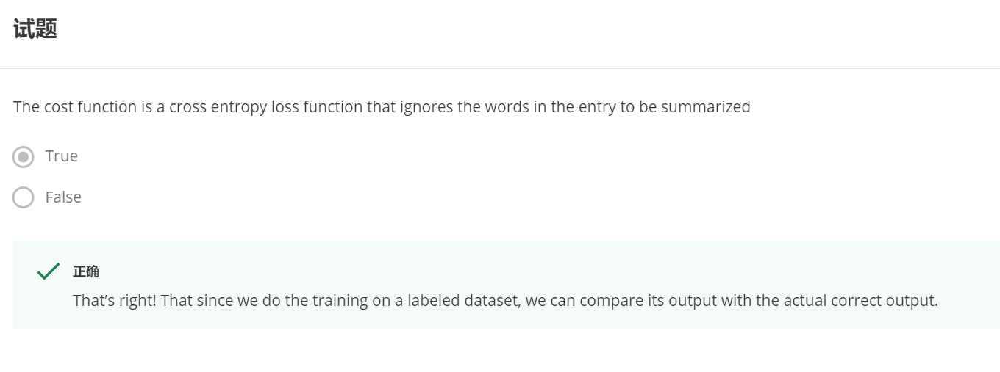 试题
The cost function is a cross entropy loss function that ignores the words in the entry to be summarized
True
False
正确
That’s right! That since we do the training on a labeled dataset, we can compare its output with the actual correct output.